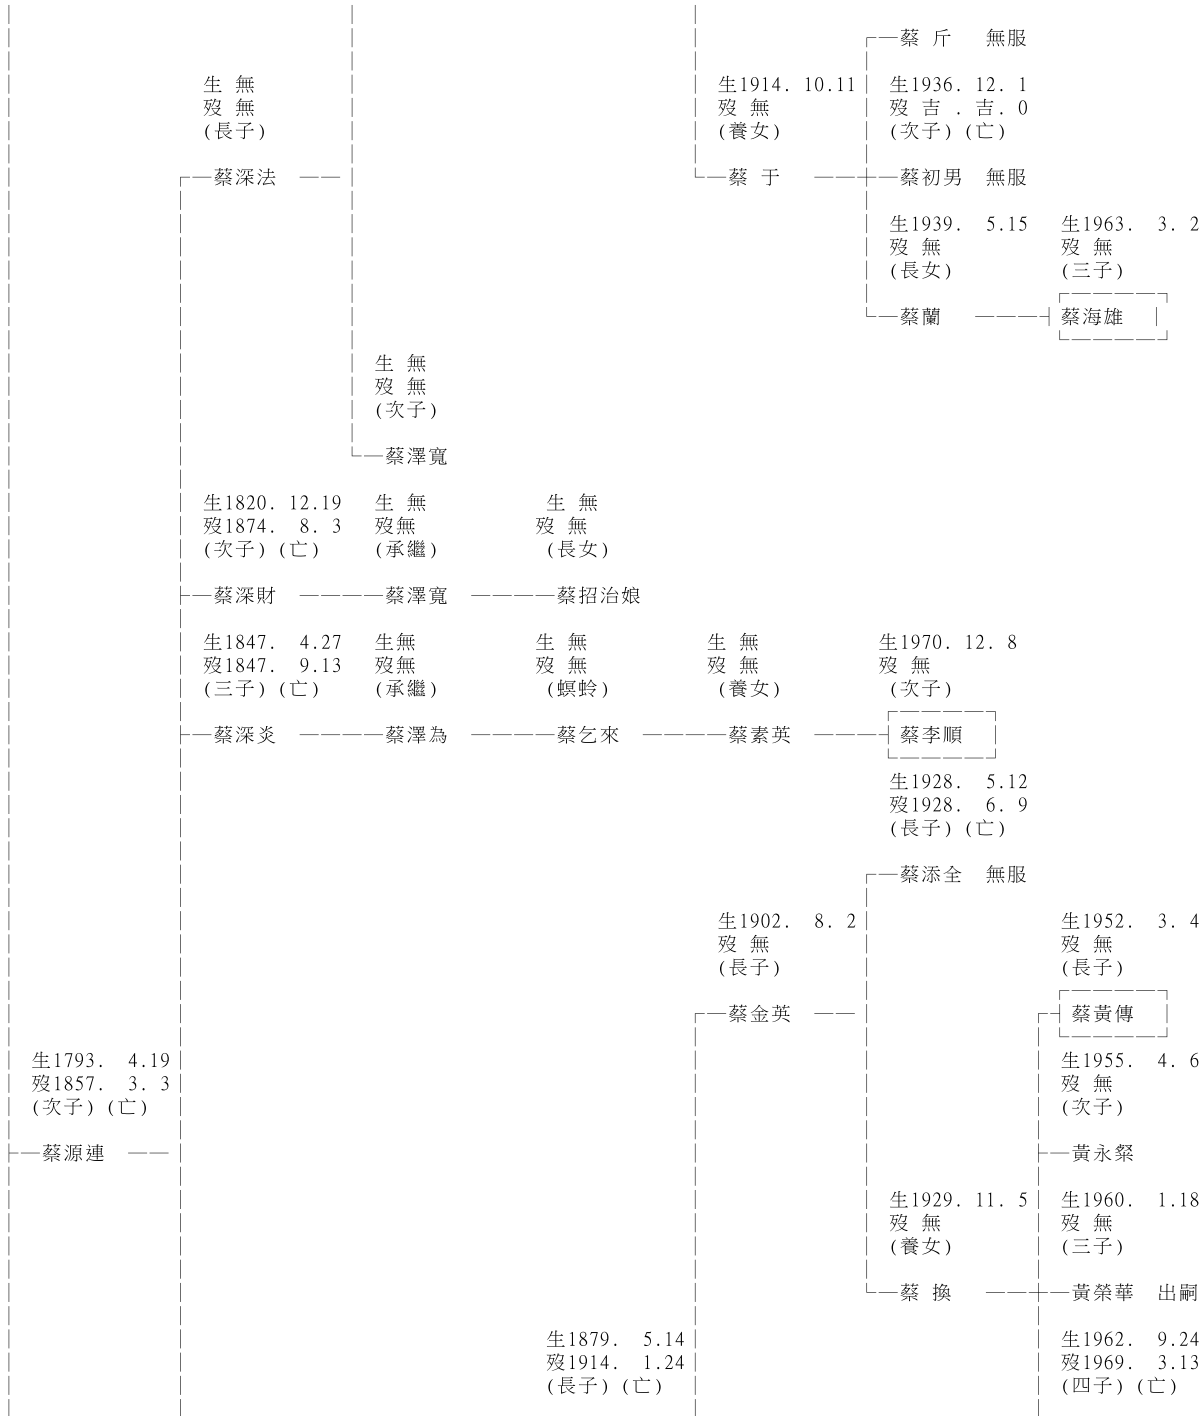 蔡 斤 無服
生 無 生1914. 10.11 生1936. 12. 1
歿 無 歿 無 歿 吉 . 吉. 0
(長子) (養女) (次子)(亡)
蔡深法 蔡 于 蔡初男 無服
生1939. 5.15 生1963. 3. 2
歿 無 歿 無
(長女) (三子)
蔡蘭 蔡海雄
生 無
歿 無
(次子)
蔡澤寬
生1820. 12.19 生 無 生 無
歿1874. 8. 3 歿無 歿 無
(次子)(亡) (承繼) (長女)
蔡深財 蔡澤寬 蔡招治娘
生1847. 4.27 生無 生 無 生 無 生1970. 12. 8
歿1847. 9.13 歿無 歿 無 歿 無 歿 無
(三子)(亡) (承繼) (螟蛉) (養女) (次子)
蔡深炎 蔡澤為 蔡乞來 蔡素英 蔡李順
生1928. 5.12
歿1928. 6. 9
(長子)(亡)
蔡添全 無服
生1902. 8. 2 生1952. 3. 4
歿 無 歿 無
(長子) (長子)
蔡金英 蔡黃傳
生1793. 4.19 生1955. 4. 6
歿1857. 3. 3 歿 無
(次子)(亡) (次子)
蔡源連 黃永粲
生1929. 11. 5 生1960. 1.18
歿 無 歿 無
(養女) (三子)
蔡 換 黃榮華 出嗣
生1879. 5.14 生1962. 9.24
歿1914. 1.24 歿1969. 3.13
(長子)(亡) (四子)(亡)